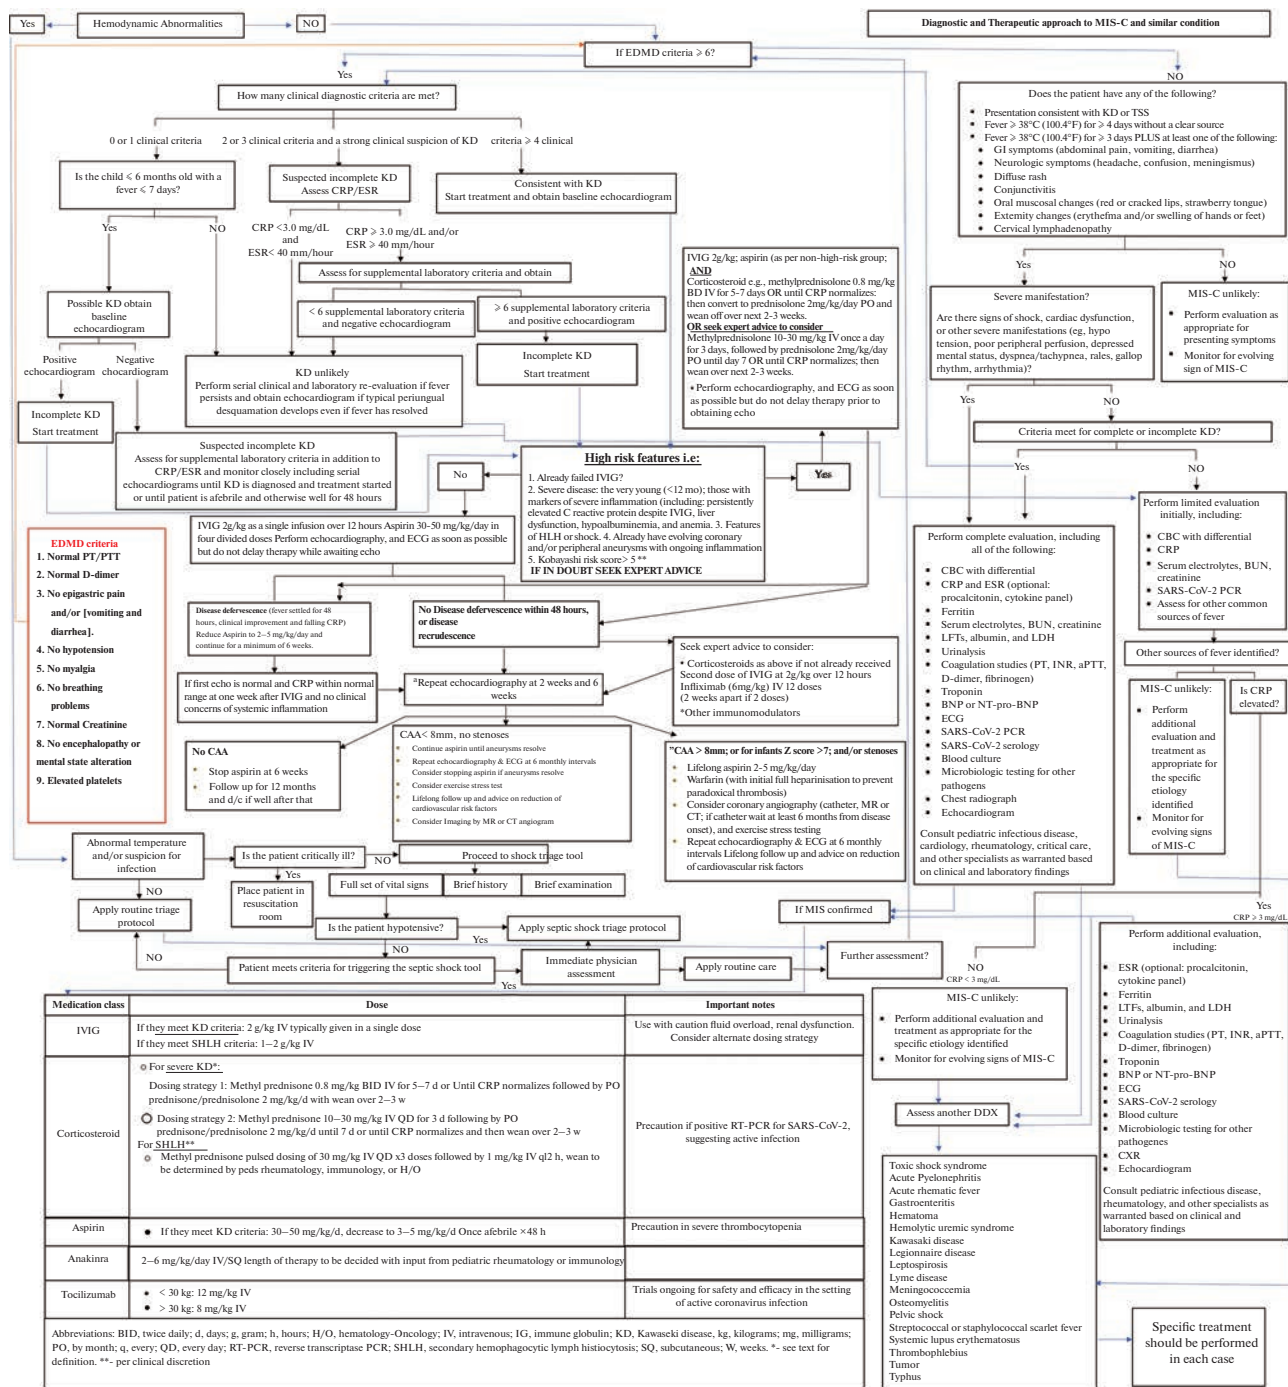 Yes
Hemodynamic Abnormalities
NO
Diagnostic and Therapeutic approach to MIS-C and similar condition
If EDMD criteria ⩾ 6?
Yes
NO
How many clinical diagnostic criteria are met?
0 or 1 clinical criteria
2 or 3 clinical criteria and a strong clinical suspicion of KD
criteria ⩾ 4 clinical
Is the child ⩽ 6 months old with a
fever ⩽ 7 days?
Suspected incomplete KD
Assess CRP/ESR
Consistent with KD
Start treatment and obtain baseline echocardiogram
Yes
NO
CRP <3.0 mg/dL
and
ESR< 40 mm/hour
CRP ⩾ 3.0 mg/dL and/or
ESR ⩾ 40 mm/hour
Assess for supplemental laboratory criteria and obtain
Possible KD obtain
baseline
echocardiogram
< 6 supplemental laboratory criteria
and negative echocardiogram
⩾ 6 supplemental laboratory criteria
and positive echocardiogram
Positive
echocardiogram
Negative
echocardiogram
Incomplete KD
Start treatment
KD unlikely
Perform serial clinical and laboratory re-evaluation if fever
persists and obtain echocardiogram if typical periungual
desquamation develops even if fever has resolved
Incomplete KD
Start treatment
Suspected incomplete KD
Assess for supplemental laboratory criteria in addition to
CRP/ESR and monitor closely including serial
echocardiograms until KD is diagnosed and treatment started
or until patient is afebrile and otherwise well for 48 hours
IVIG 2g/kg; aspirin (as per non-high-risk group;
AND
Corticosteroid e.g., methylprednisolone 0.8 mg/kg
BD IV for 5-7 days OR until CRP normalizes:
then convert to prednisolone 2mg/kg/day PO and
wean off over next 2-3 weeks.
OR seek expert advice to consider
Methylprednisolone 10-30 mg/kg IV once a day
for 3 days, followed by prednisolone 2mg/kg/day
PO until day 7 OR until CRP normalizes; then
wean over next 2-3 weeks.
• Perform echocardiography, and ECG as soon
as possible but do not delay therapy prior to
obtaining echo
Does the patient have any of the following?
• Presentation consistent with KD or TSS
• Fever ⩾ 38°C (100.4°F) for ⩾ 4 days without a clear source
• Fever ⩾ 38°C (100.4°F) for ⩾ 3 days PLUS at least one of the following:
• GI symptoms (abdominal pain, vomiting, diarrhea)
• Neurologic symptoms (headache, confusion, meningismus)
• Diffuse rash
• Conjunctivitis
• Oral muscosal changes (red or cracked lips, strawberry tongue)
• Extemity changes (erythefma and/or swelling of hands or feet)
• Cervical lymphadenopathy
Yes
NO
Severe manifestation?
Are there signs of shock, cardiac dysfunction,
or other severe manifestations (eg, hypo
tension, poor peripheral perfusion, depressed
mental status, dyspnea/tachypnea, rales, gallop
rhythm, arrhythmia)?
MIS-C unlikely:
• Perform evaluation as
appropriate for
presenting symptoms
• Monitor for evolving
sign of MIS-C
Yes
NO
Criteria meet for complete or incomplete KD?
Yes
NO
No
High risk features i.e:
1. Already failed IVIG?
2. Severe disease: the very young (<12 mo); those with
markers of severe inflammation (including: persistently
elevated C reactive protein despite IVIG, liver
dysfunction, hypoalbuminemia, and anemia. 3. Features
of HLH or shock. 4. Already have evolving coronary
and/or peripheral aneurysms with ongoing inflammation
5. Kobayashi risk score> 5 **
IF IN DOUBT SEEK EXPERT ADVICE
Yes
IVIG 2g/kg as a single infusion over 12 hours Aspirin 30-50 mg/kg/day in
four divided doses Perform echocardiography, and ECG as soon as possible
but do not delay therapy while awaiting echo
EDMD criteria
1. Normal PT/PTT
2. Normal D-dimer
3. No epigastric pain
and/or [vomiting and
diarrhea].
4. No hypotension
5. No myalgia
6. No breathing
problems
7. Normal Creatinine
8. No encephalopathy or
mental state alteration
9. Elevated platelets
Disease defervesence (fever settled for 48
hours, clinical improvement and falling CRP)
Reduce Aspirin to 2–5 mg/kg/day and
continue for a minimum of 6 weeks.
No Disease defervesence within 48 hours,
or disease
recrudescence
Seek expert advice to consider:
• Corticosteroids as above if not already received
Second dose of IVIG at 2g/kg over 12 hours
Infliximab (6mg/kg) IV 12 doses
(2 weeks apart if 2 doses)
*Other immunomodulators
If first echo is normal and CRP within normal
range at one week after IVIG and no clinical
concerns of systemic inflammation
ªRepeat echocardiography at 2 weeks and 6
weeks
No CAA
• Stop aspirin at 6 weeks
• Follow up for 12 months
and d/c if well after that
CAA< 8mm, no stenoses
• Continue aspirin until aneurysms resolve
• Repeat echocardiography & ECG at 6 monthly intervals
Consider stopping aspirin if aneurysms resolve
• Consider exercise stress test
• Lifelong follow up and advice on reduction of
cardiovascular risk factors
• Consider Imaging by MR or CT angiogram
"CAA > 8mm; or for infants Z score >7; and/or stenoses
• Lifelong aspirin 2-5 mg/kg/day
• Warfarin (with initial full heparinisation to prevent
paradoxical thrombosis)
• Consider coronary angiography (catheter, MR or
CT; if catheter wait at least 6 months from disease
onset), and exercise stress testing
• Repeat echocardiography & ECG at 6 monthly
intervals Lifelong follow up and advice on reduction
of cardiovascular risk factors
Perform complete evaluation, including
all of the following:
• CBC with differential
• CRP and ESR (optional:
procalcitonin, cytokine panel)
• Ferritin
• Serum electrolytes, BUN, creatinine
• LFTs, albumin, and LDH
• Urinalysis
• Coagulation studies (PT, INR, aPTT,
D-dimer, fibrinogen)
• Troponin
• BNP or NT-pro-BNP
• ECG
• SARS-CoV-2 PCR
• SARS-CoV-2 serology
• Blood culture
• Microbiologic testing for other
pathogens
• Chest radiograph
• Echocardiogram
Consult pediatric infectious disease,
cardiology, rheumatology, critical care,
and other specialists as warranted based
on clinical and laboratory findings
Perform limited evaluation
initially, including:
• CBC with differential
• CRP
• Serum electrolytes, BUN,
creatinine
• SARS-CoV-2 PCR
• Assess for other common
sources of fever
Other sources of fever identified?
MIS-C unlikely:
• Perform
additional
evaluation and
treatment as
appropriate for
the specific
etiology
identified
• Monitor for
evolving signs
of MIS-C
Is CRP
elevated?
Abnormal temperature
and/or suspicion for
infection
Is the patient critically ill?
NO
Proceed to shock triage tool
Yes
NO
Place patient in
resuscitation
room
Full set of vital signs
Brief history
Brief examination
Apply routine triage
protocol
Is the patient hypotensive?
Yes
Apply septic shock triage protocol
NO
NO
Patient meets criteria for triggering the septic shock tool
Yes
Immediate physician
assessment
Apply routine care
Further assessment?
If MIS confirmed
NO
CRP < 3 mg/dL
Yes
CRP ⩾ 3 mg/dL
MIS-C unlikely:
• Perform additional evaluation and
treatment as appropriate for the
specific etiology identified
• Monitor for evolving signs of MIS-C
Perform additional evaluation,
including:
• ESR (optional: procalcitonin,
cytokine panel)
• Ferritin
• LTFs, albumin, and LDH
• Urinalysis
• Coagulation studies (PT, INR, aPTT,
D-dimer, fibrinogen)
• Troponin
• BNP or NT-pro-BNP
• ECG
• SARS-CoV-2 serology
• Blood culture
• Microbiologic testing for other
pathogenes
• CXR
• Echocardiogram
Consult pediatric infectious disease,
rheumatology, and other specialists as
warranted based on clinical and
laboratory findings
Assess another DDX
Toxic shock syndrome
Acute Pyelonephritis
Acute rhematic fever
Gastroenteritis
Hematoma
Hemolytic uremic syndrome
Kawasaki disease
Legionnaire disease
Leptospirosis
Lyme disease
Meningococcemia
Osteomyelitis
Pelvic shock
Streptococcal or staphylococcal scarlet fever
Systemic lupus erythematosus
Thrombophlebius
Tumor
Typhus
Specific treatment
should be performed
in each case
Medication class
Dose
Important notes
IVIG
If they meet KD criteria: 2 g/kg IV typically given in a single dose
If they meet SHLH criteria: 1–2 g/kg IV
Use with caution fluid overload, renal dysfunction.
Consider alternate dosing strategy
Corticosteroid
For severe KD*:
Dosing strategy 1: Methyl prednisone 0.8 mg/kg BID IV for 5–7 d or Until CRP normalizes followed by PO
prednisone/prednisolone 2 mg/kg/d with wean over 2–3 w
Dosing strategy 2: Methyl prednisone 10–30 mg/kg IV QD for 3 d following by PO
prednisone/prednisolone 2 mg/kg/d until 7 d or until CRP normalizes and then wean over 2–3 w
For SHLH**
Methyl prednisone pulsed dosing of 30 mg/kg IV QD x3 doses followed by 1 mg/kg IV ql2 h, wean to
be determined by peds rheumatology, immunology, or H/O
Precaution if positive RT-PCR for SARS-CoV-2,
suggesting active infection
Aspirin
• If they meet KD criteria: 30–50 mg/kg/d, decrease to 3–5 mg/kg/d Once afebrile ×48 h
Precaution in severe thrombocytopenia
Anakinra
2–6 mg/kg/day IV/SQ length of therapy to be decided with input from pediatric rheumatology or immunology
Tocilizumab
• < 30 kg: 12 mg/kg IV
• > 30 kg: 8 mg/kg IV
Trials ongoing for safety and efficacy in the setting
of active coronavirus infection
Abbreviations: BID, twice daily; d, days; g, gram; h, hours; H/O, hematology-Oncology; IV, intravenous; IG, immune globulin; KD, Kawaseki disease, kg, kilograms; mg, milligrams;
PO, by month; q, every; QD, every day; RT-PCR, reverse transcriptase PCR; SHLH, secondary hemophagocytic lymph histiocytosis; SQ, subcutaneous; W, weeks. *- see text for
definition. **- per clinical discretion